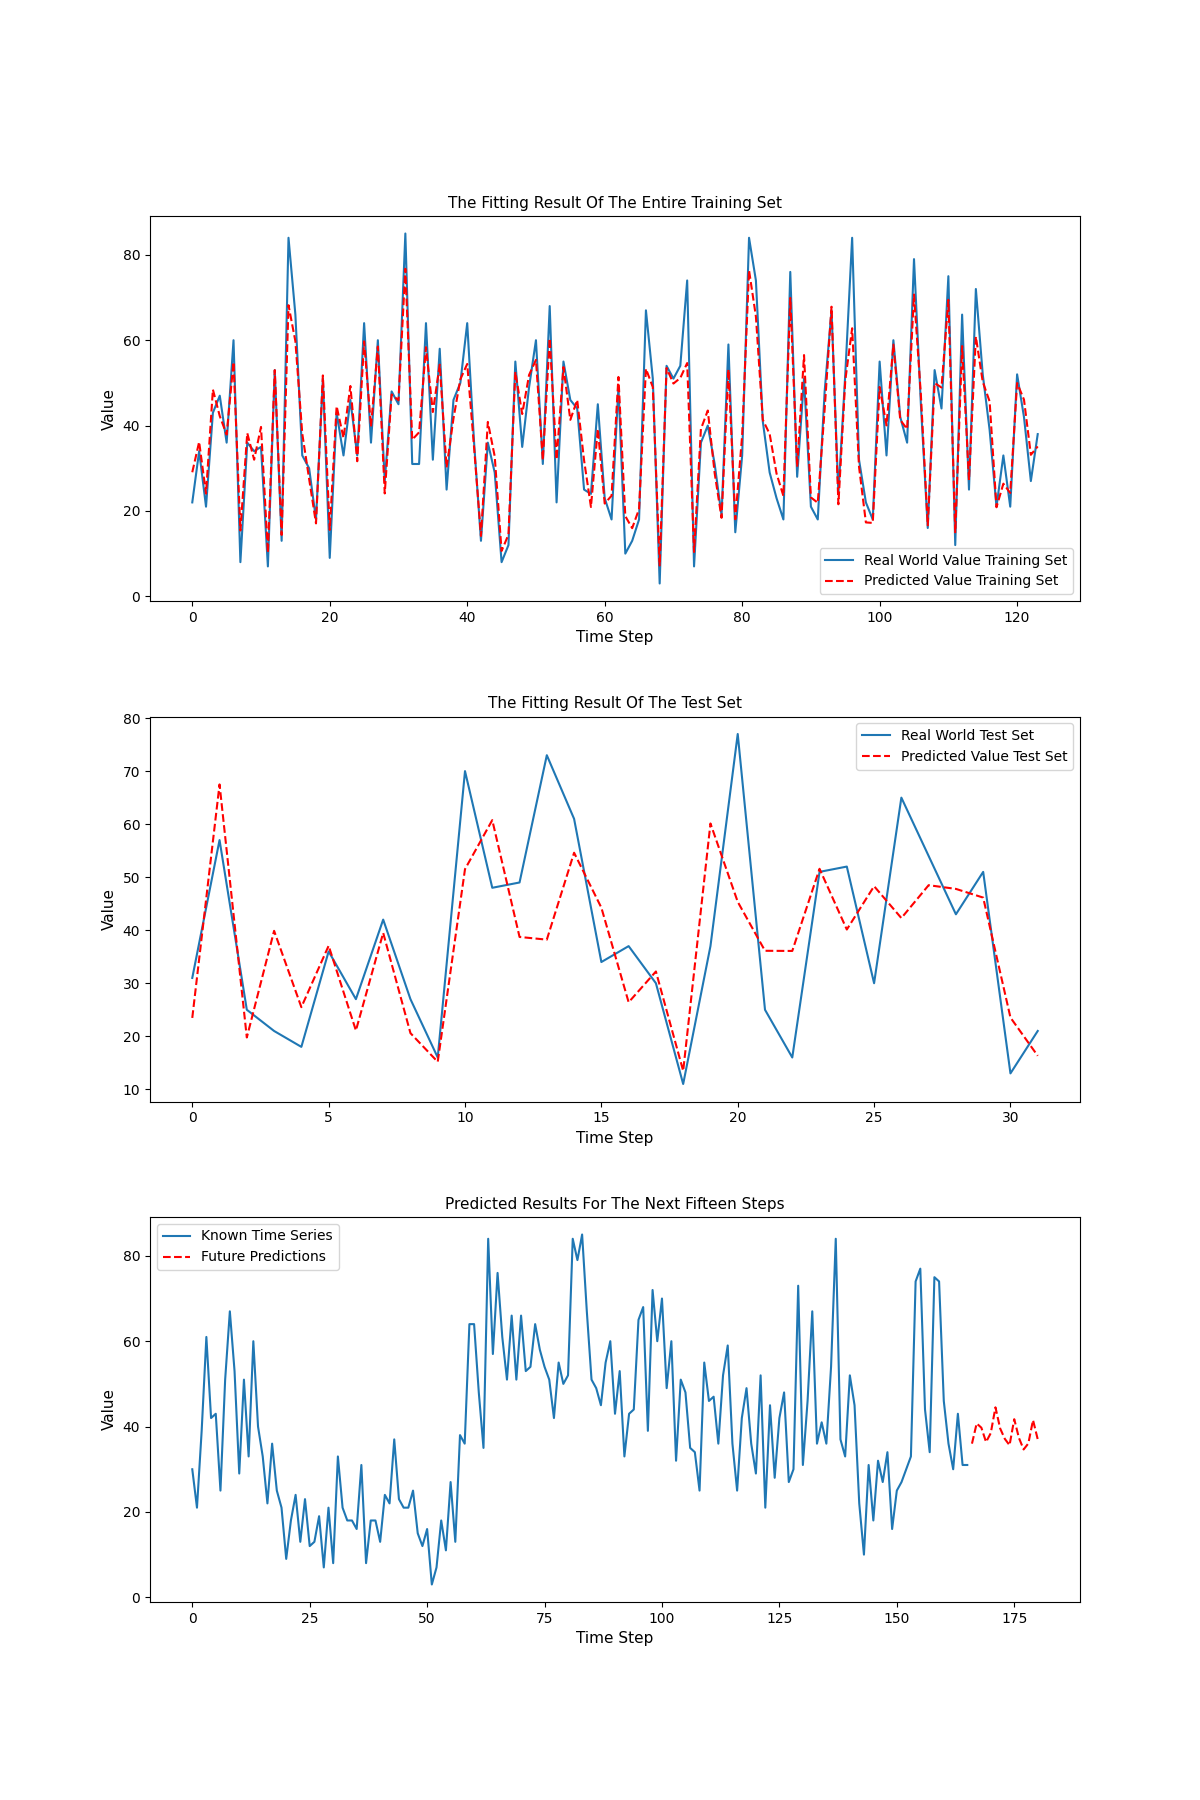 The Fitting Result Of The Entire Training Set
80
60
40
20
0
Value
Real World Value Training Set
Predicted Value Training Set
0 20 40 60 80 100 120
Time Step
The Fitting Result Of The Test Set
80
70
60
50
40
30
20
10
Value
Real World Test Set
Predicted Value Test Set
0 5 10 15 20 25 30
Time Step
Predicted Results For The Next Fifteen Steps
Known Time Series
Future Predictions
80
60
40
20
0
Value
0 25 50 75 100 125 150 175
Time Step